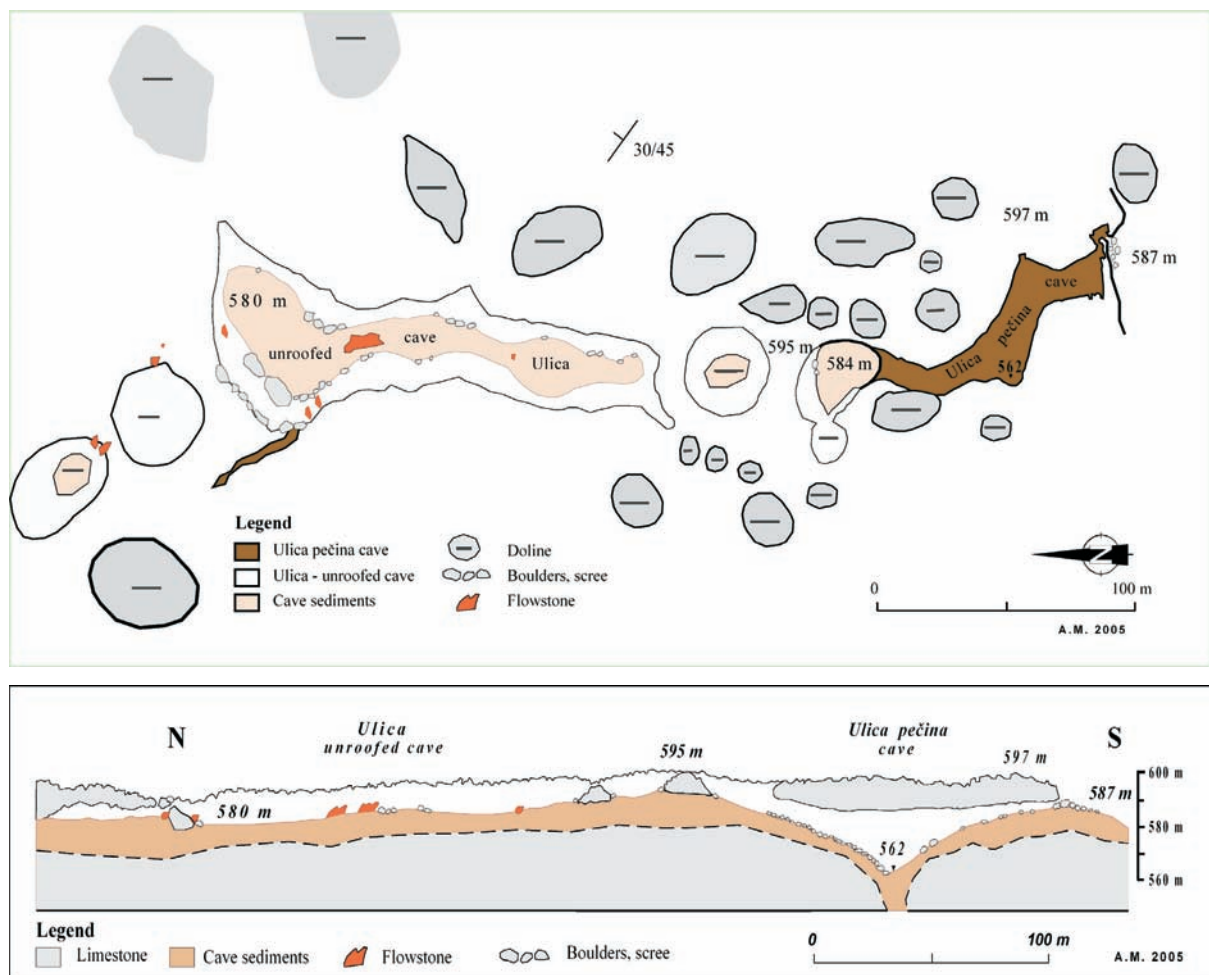 30/45
597 m
587 m
cave
580 m
unroofed
cave
Ulica
595 m
584 m
Ulica
pečina
562
Legend
Ulica pečina cave
Ulica - unroofed cave
Cave sediments
Doline
Boulders, scree
Flowstone
N
0
100 m
A.M. 2005
N
Ulica
unroofed cave
595 m
Ulica pečina
cave
597 m
S
600 m
587 m
580 m
580 m
562
560 m
Legend
Limestone
Cave sediments
Flowstone
Boulders, scree
0
100 m
A.M. 2005